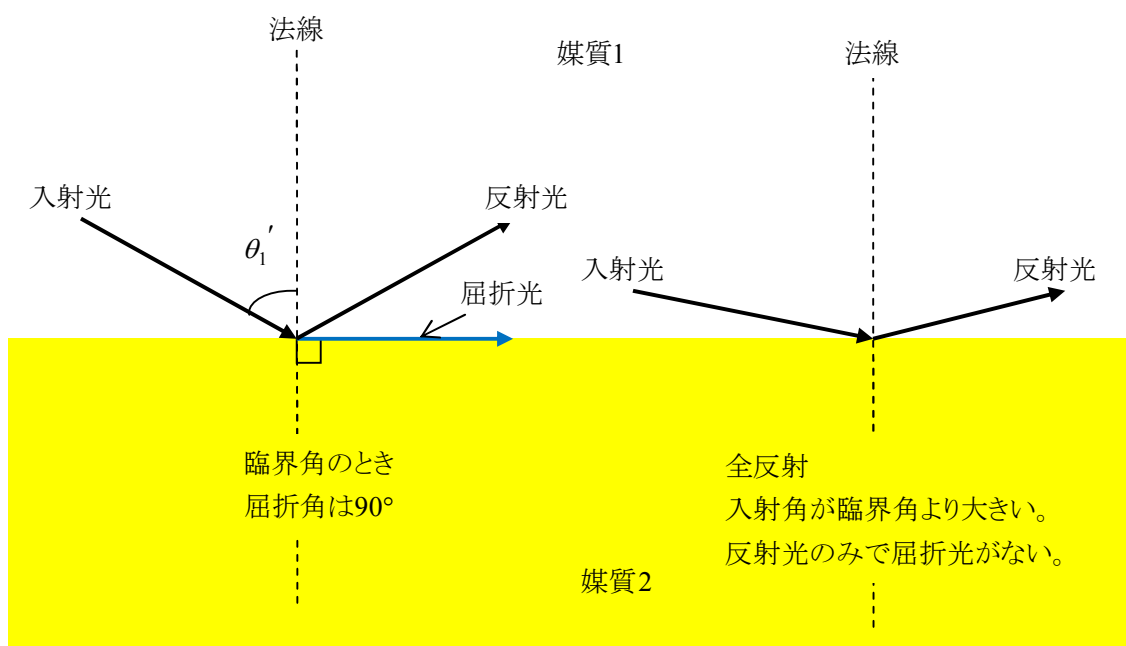 法線
媒質1
法線
入射光
反射光
θ₁′
屈折光
入射光
反射光
臨界角のとき
屈折角は90°
全反射
入射角が臨界角より大きい。
反射光のみで屈折光がない。
媒質2